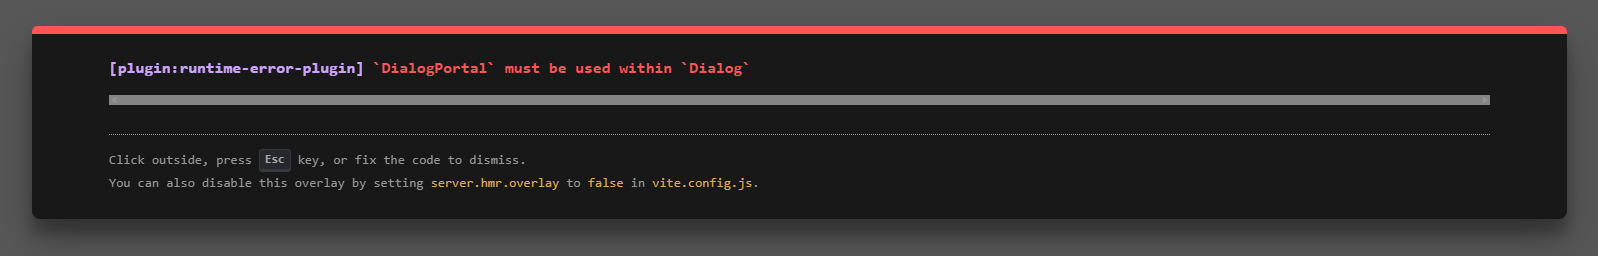 [plugin:runtime-error-plugin] `DialogPortal` must be used within `Dialog`
Click outside, press Esc key, or fix the code to dismiss.
You can also disable this overlay by setting server.hmr.overlay to false in vite.config.js.